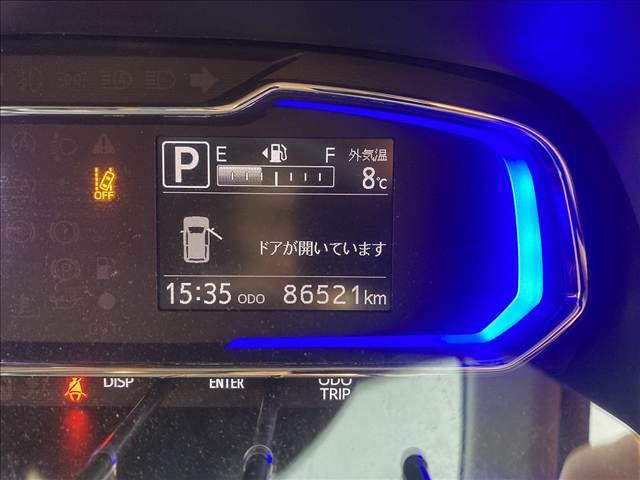 P E F 外気温
8℃
OFF
ドアが開いています
15:35 ODO 86521km
DISP ENTER ODO
TRIP